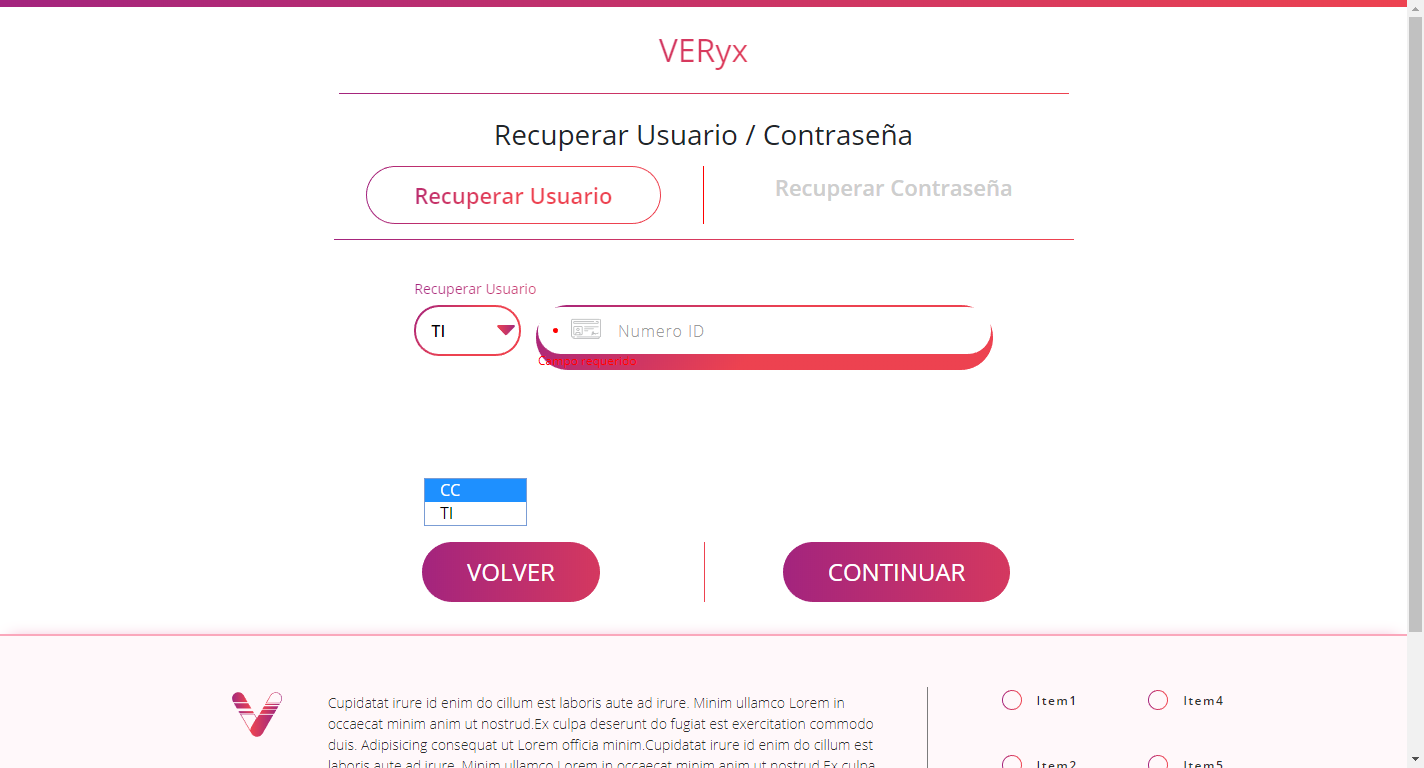 VERyx
Recuperar Usuario / Contraseña
Recuperar Usuario
Recuperar Contraseña
Recuperar Usuario
TI
Numero ID
Campo requerido
CC
TI
VOLVER
CONTINUAR
Cupidatat irure id enim do cillum est laboris aute ad irure. Minim ullamco Lorem in
occaecat minim anim ut nostrud.Ex culpa deserunt do fugiat est exercitation commodo
duis. Adipisicing consequat ut Lorem officia minim.Cupidatat irure id enim do cillum est
laboris aute ad irure. Minim ullamco Lorem in occaecat minim anim ut nostrud.Ex culpa
Item1
Item4
Item2
Item5